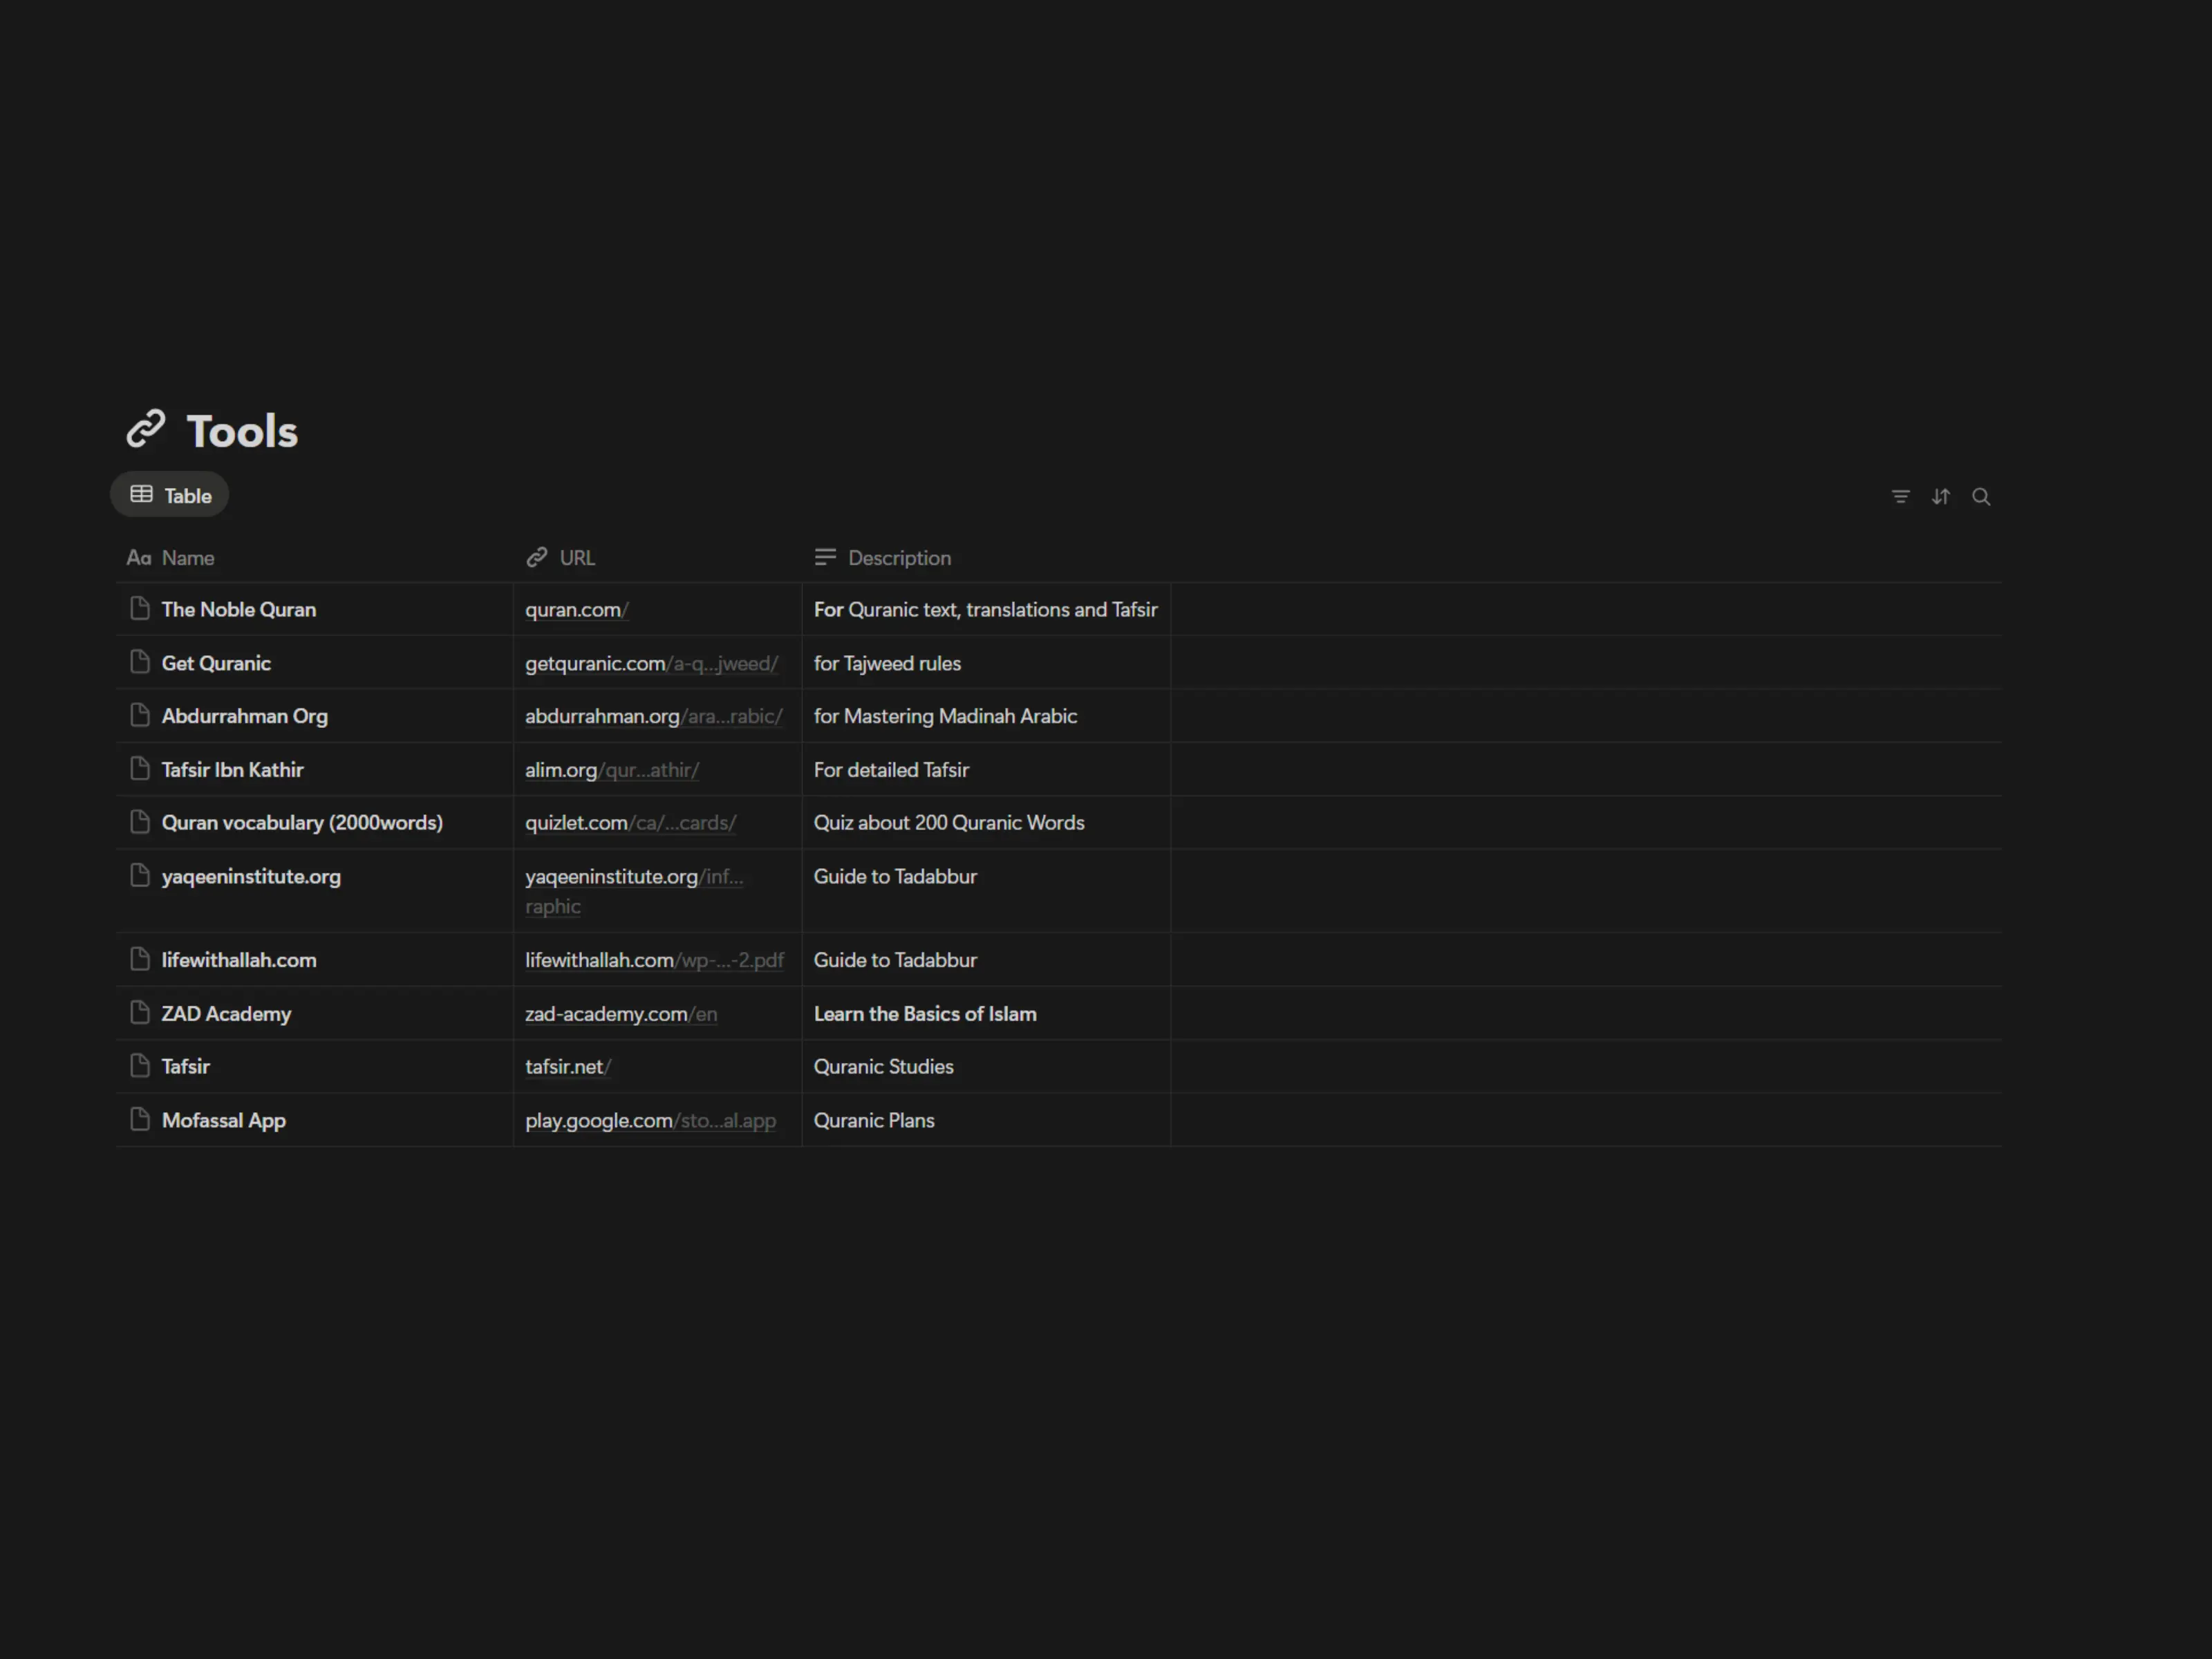 Tools
Table
Aa Name URL Description
The Noble Quran quran.com/ For Quranic text, translations and Tafsir
Get Quranic getquranic.com/a-q...jweed/ for Tajweed rules
Abdurrahman Org abdurrahman.org/ara...rabic/ for Mastering Madinah Arabic
Tafsir Ibn Kathir alim.org/qur...athir/ For detailed Tafsir
Quran vocabulary (2000words) quizlet.com/ca/...cards/ Quiz about 200 Quranic Words
yaqeeninstitute.org yaqeeninstitute.org/inf... Guide to Tadabbur
raphic
lifewithallah.com lifewithallah.com/wp-...-2.pdf Guide to Tadabbur
ZAD Academy zad-academy.com/en Learn the Basics of Islam
Tafsir tafsir.net/ Quranic Studies
Mofassal App play.google.com/sto...al.app Quranic Plans